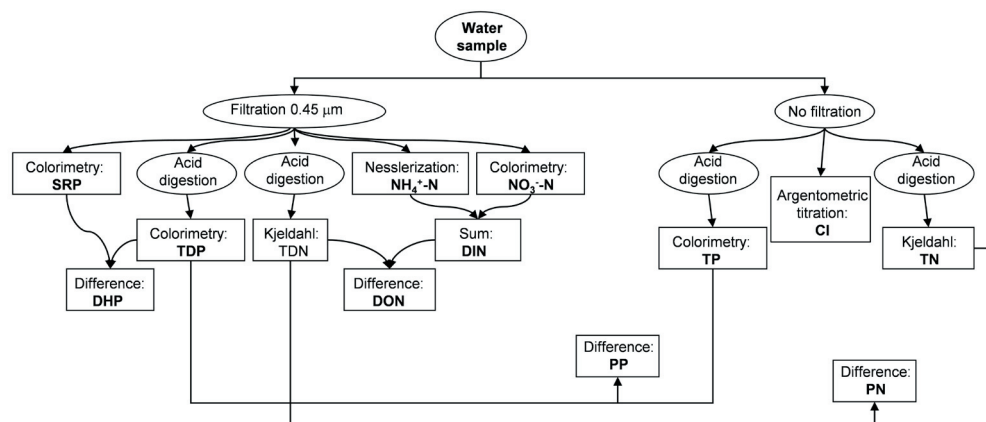 Water
sample
Filtration 0.45 μm
No filtration
Colorimetry:
SRP
Acid
digestion
Acid
digestion
Nesslerization:
NH₄⁺-N
Colorimetry:
NO₃⁻-N
Acid
digestion
Argentometric
titration:
Cl
Acid
digestion
Colorimetry:
TDP
Kjeldahl:
TDN
Sum:
DIN
Colorimetry:
TP
Kjeldahl:
TN
Difference:
DHP
Difference:
DON
Difference:
PP
Difference:
PN